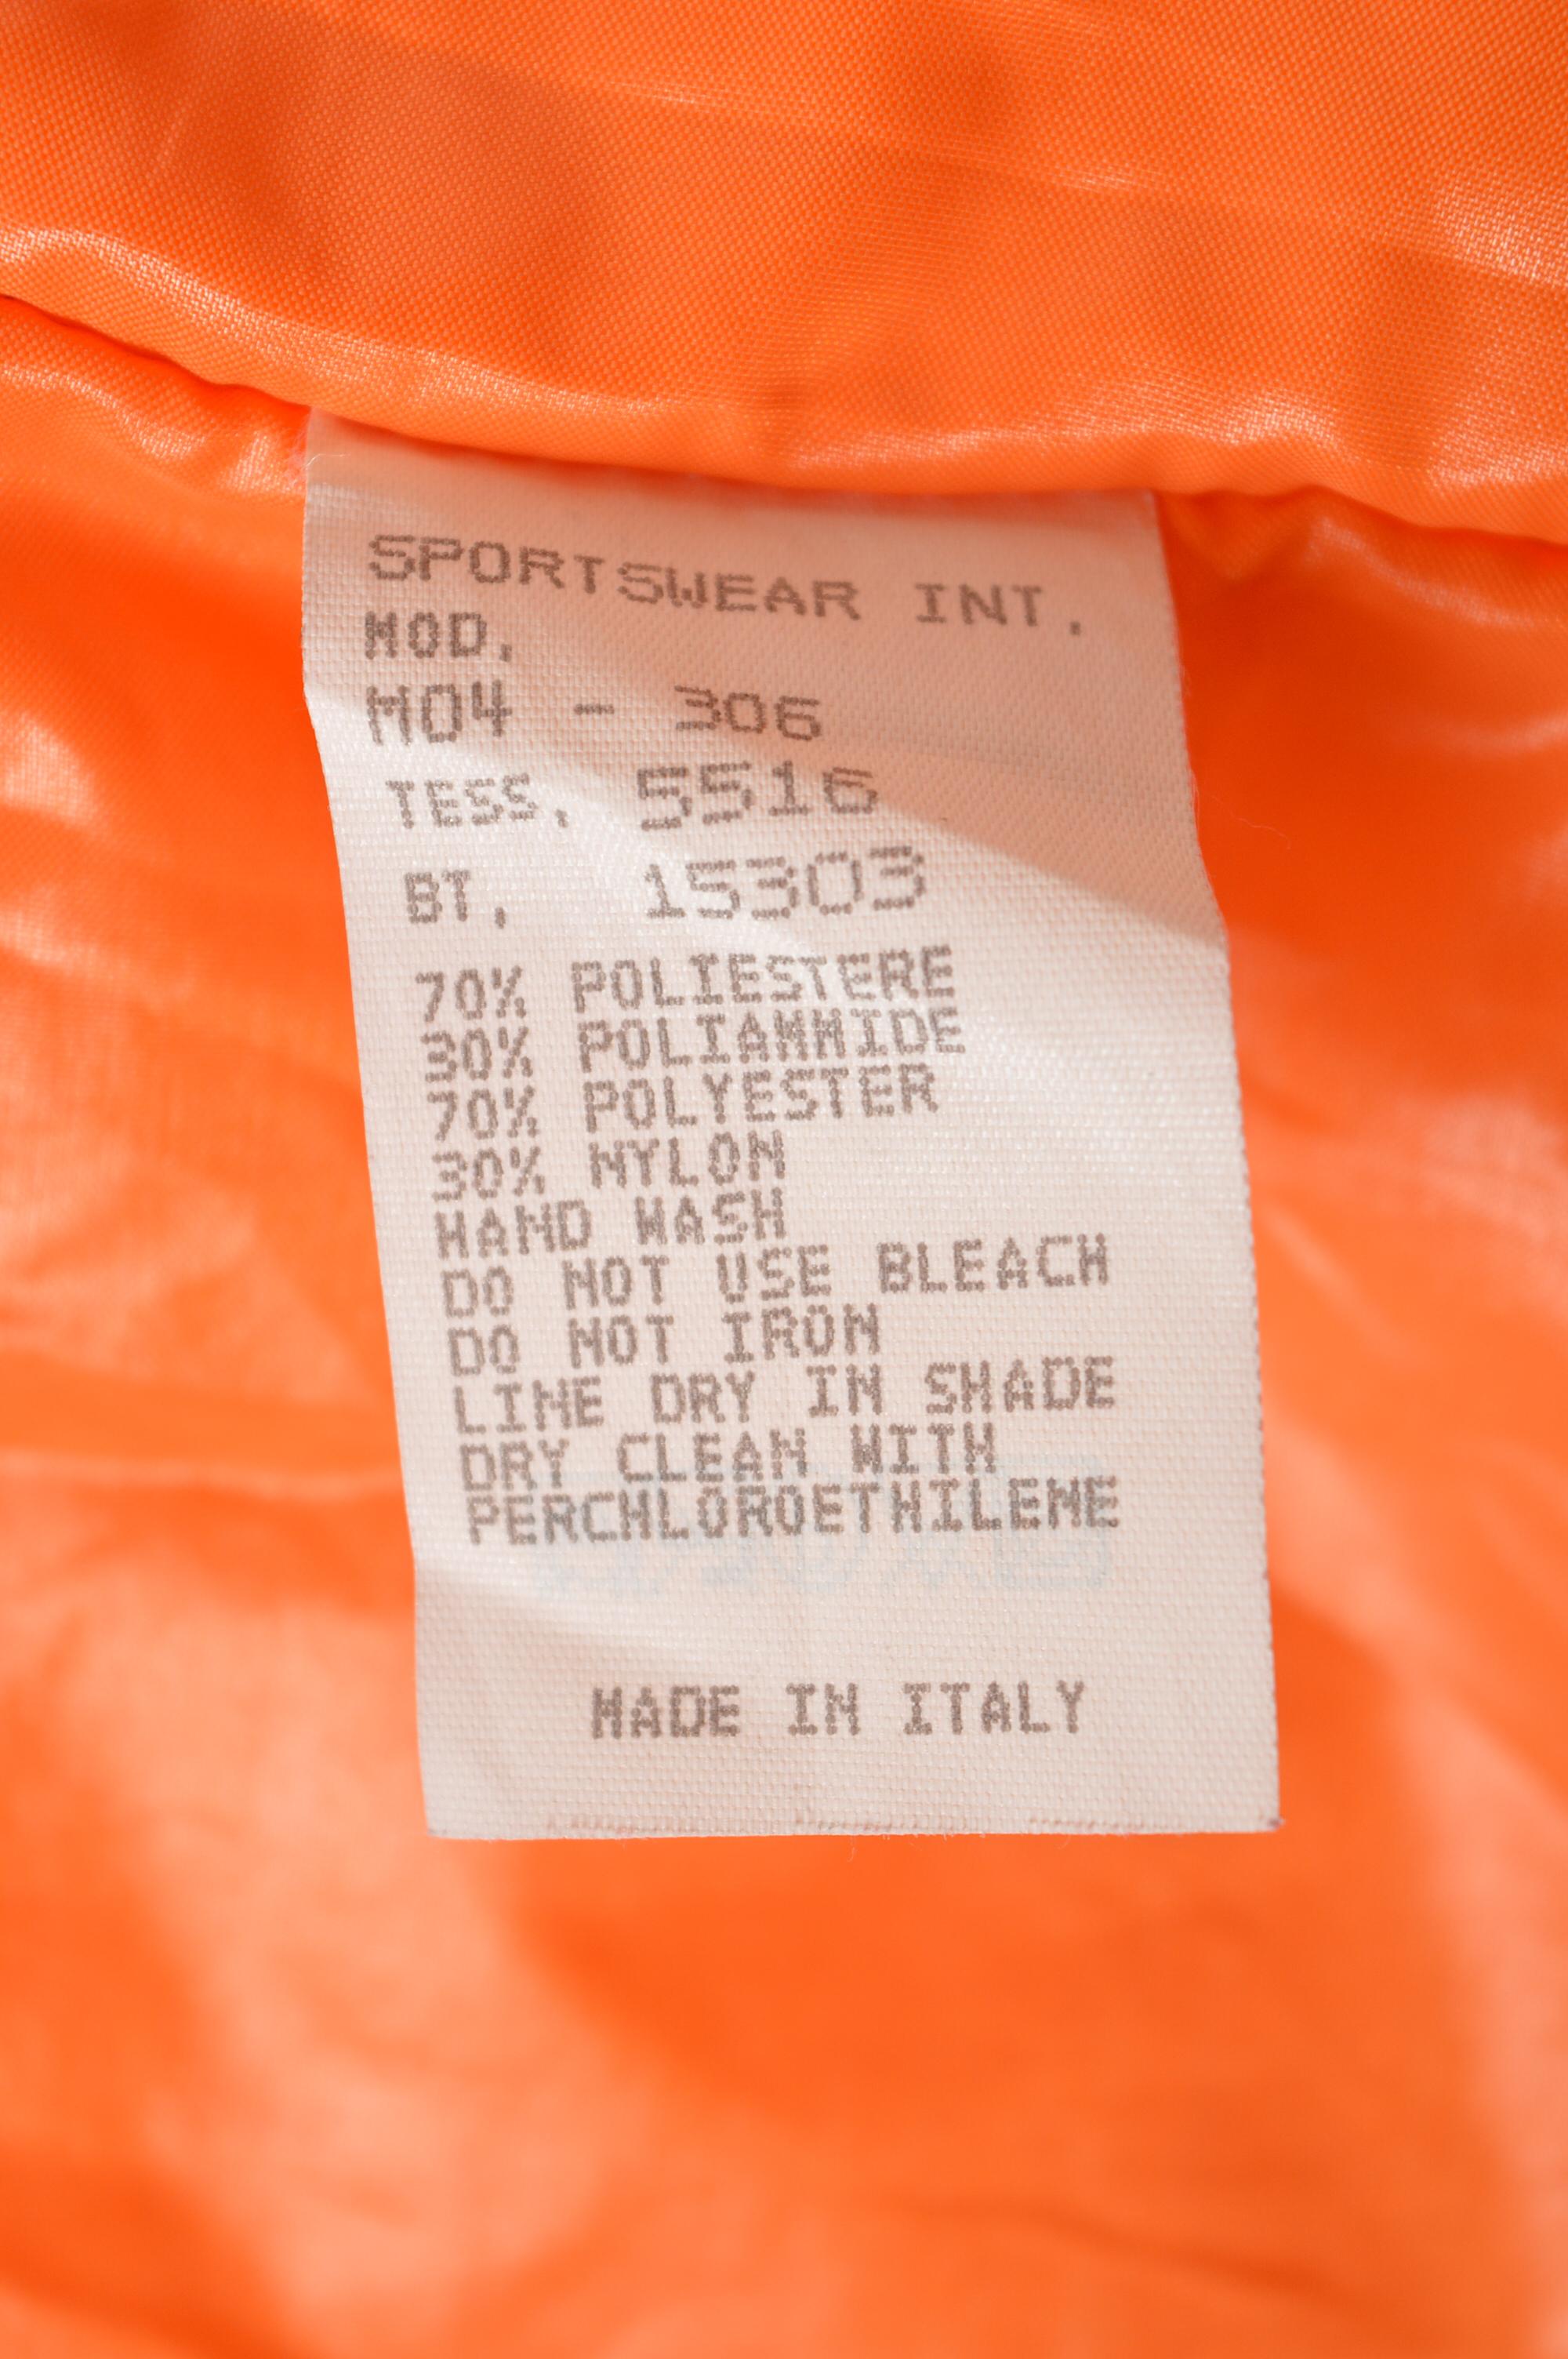 SPORTSWEAR INT.
MOD.
M04 - 306
TESS. 5516
BT. 15303
70% POLIESTERE
30% POLIAMMIDE
70% POLYESTER
30% NYLON
HAND WASH
DO NOT USE BLEACH
DO NOT IRON
LINE DRY IN SHADE
DRY CLEAN WITH
PERCHLOROETHILENE
MADE IN ITALY